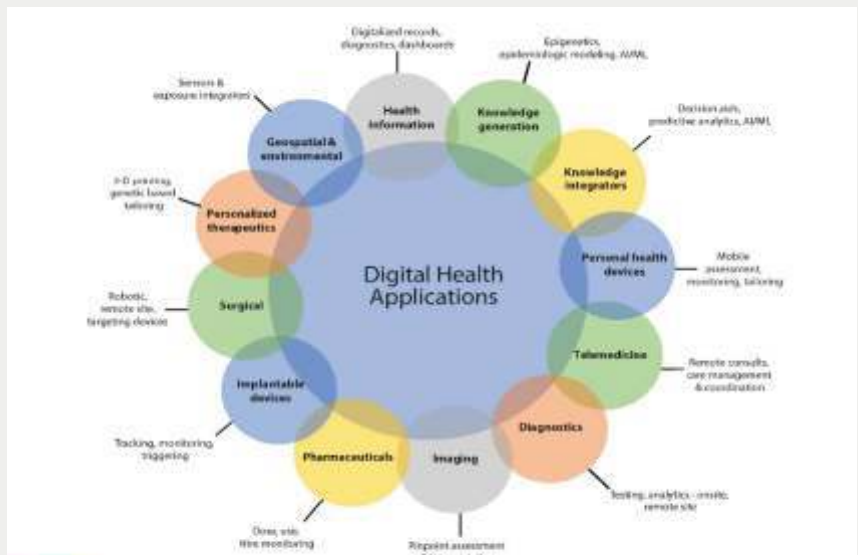 Digital Health
Applications
Digitalized records,
diagnostics, dashboards
Health
information
Epigenetics,
epidemiologic modeling, AI/ML
Knowledge
generation
Decision aids,
predictive analytics, AI/ML
Knowledge
integrators
Personal health
devices
Mobile
assessment,
monitoring, tailoring
Telemedicine
Remote consults,
care management
& coordination
Diagnostics
Testing, analytics - onsite,
remote site
Imaging
Pinpoint assessment
Pharmaceuticals
Dose, use,
monitoring
Implantable
devices
Tracking, monitoring,
triggering
Surgical
Robotic,
remote site,
targeting devices
Personalized
therapeutics
3-D printing,
genetic based
tailoring
Geospatial &
environmental
Sensors &
exposure integrators